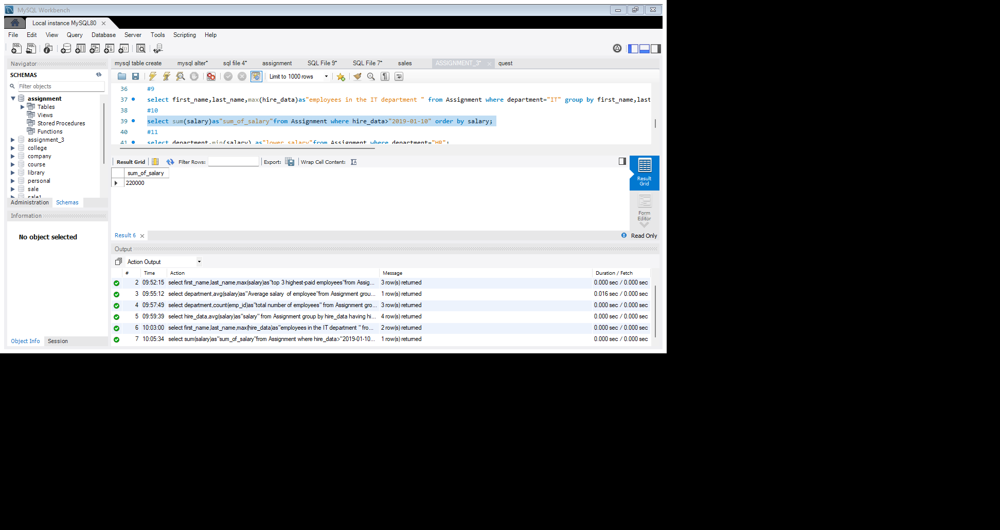 MySQL Workbench
Local instance MySQL80
File Edit View Query Database Server Tools Scripting Help
Navigator
SCHEMAS
Filter objects
assignment
Tables
Views
Stored Procedures
Functions
assignment_3
college
company
course
library
personal
sale
sale1
Administration Schemas
Information
No object selected
Object Info Session
mysql table create mysql alter* sql file 4* assignment SQL File 9* SQL File 7* sales ASSIGNMENT_3* quest
Limit to 1000 rows
36 #9
37 select first_name,last_name,max(hire_data)as"employees in the IT department " from Assignment where department="IT" group by first_name,last
38 #10
39 select sum(salary)as"sum_of_salary"from Assignment where hire_data>"2019-01-10" order by salary;
40 #11
41 select department,min(salary) as"lower salary"from Assignment where department="HR";
Result Grid Filter Rows: Export: Wrap Cell Content:
sum_of_salary
220000
Result Grid
Form Editor
Result 6
Read Only
Output
Action Output
# Time Action Message Duration / Fetch
2 09:52:15 select first_name,last_name,max(salary)as"top 3 highest-paid employees"from Assig... 3 row(s) returned 0.000 sec / 0.000 sec
3 09:55:12 select department,avg(salary)as"Average salary  of employee"from Assignment grou... 1 row(s) returned 0.016 sec / 0.000 sec
4 09:57:49 select department,count(emp_id)as"total number of employees" from Assignment gro... 3 row(s) returned 0.000 sec / 0.000 sec
5 09:59:39 select hire_data,avg(salary)as"salary" from Assignment group by hire_data having hi... 4 row(s) returned 0.000 sec / 0.000 sec
6 10:03:00 select first_name,last_name,max(hire_data)as"employees in the IT department " fro... 2 row(s) returned 0.000 sec / 0.000 sec
7 10:05:34 select sum(salary)as"sum_of_salary"from Assignment where hire_data>"2019-01-10... 1 row(s) returned 0.000 sec / 0.000 sec